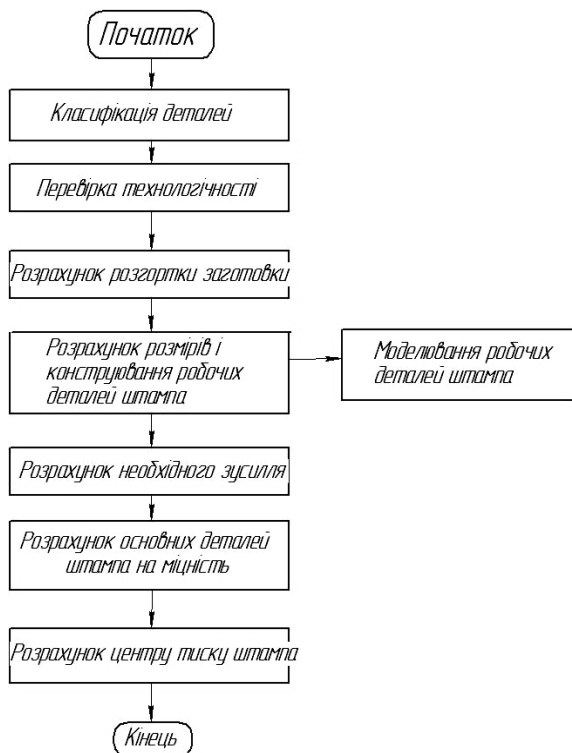 Початок
Класифікація деталей
Перевірка технологічності
Розрахунок розгортки заготовки
Розрахунок розмірів і
конструювання робочих
деталей штампа
Моделювання робочих
деталей штампа
Розрахунок необхідного зусилля
Розрахунок основних деталей
штампа на міцність
Розрахунок центру тиску штампа
Кінець